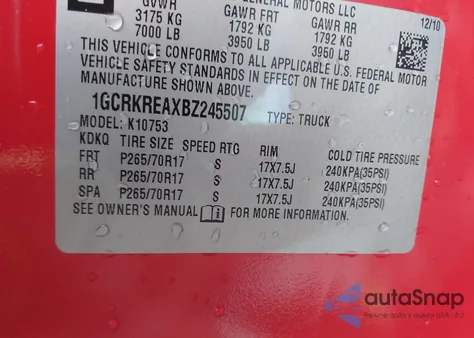 GENERAL MOTORS LLC
GVWR GAWR FRT GAWR RR 12/10
3175 KG 1792 KG 1792 KG
7000 LB 3950 LB 3950 LB
THIS VEHICLE CONFORMS TO ALL APPLICABLE U.S. FEDERAL MOTOR
VEHICLE SAFETY STANDARDS IN EFFECT ON THE DATE OF
MANUFACTURE SHOWN ABOVE.
1GCRKREAXBZ245507 TYPE: TRUCK
MODEL: K10753
KDKQ TIRE SIZE SPEED RTG RIM COLD TIRE PRESSURE
FRT P265/70R17 S 17X7.5J 240KPA(35PSI)
RR P265/70R17 S 17X7.5J 240KPA(35PSI)
SPA P265/70R17 S 17X7.5J 240KPA(35PSI)
SEE OWNER'S MANUAL FOR MORE INFORMATION.
autoSnap
Pewne auta z USA i EJ